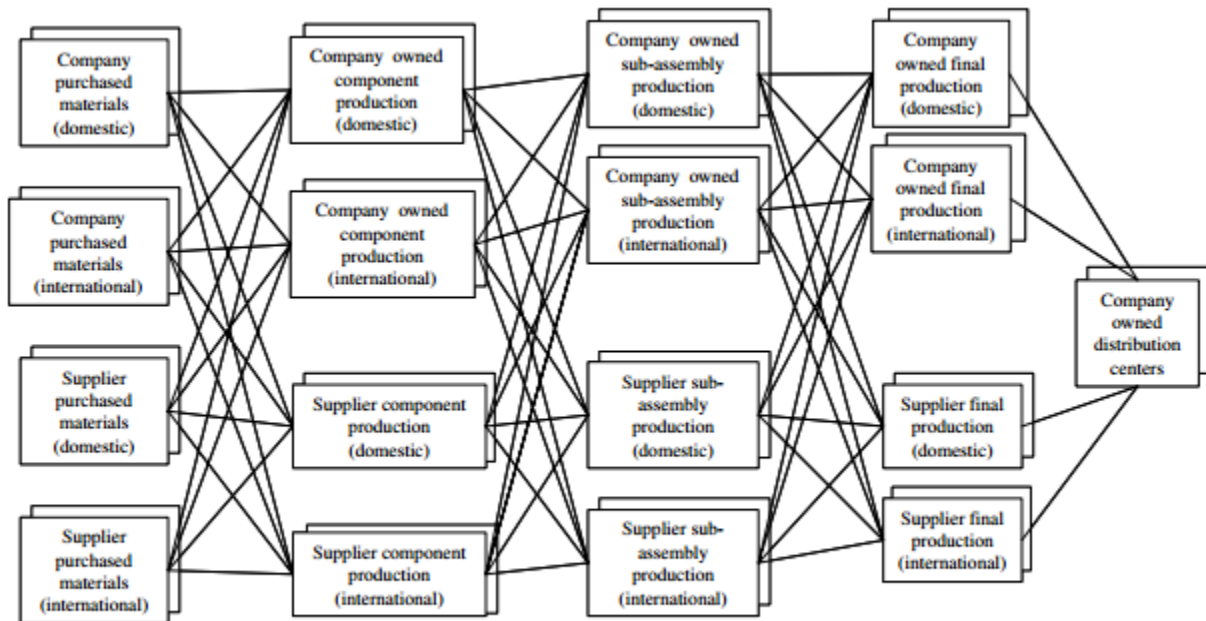 Company
purchased
materials
(domestic)
Company
purchased
materials
(international)
Supplier
purchased
materials
(domestic)
Supplier
purchased
materials
(international)
Company owned
component
production
(domestic)
Company owned
component
production
(international)
Supplier component
production
(domestic)
Supplier component
production
(international)
Company owned
sub-assembly
production
(domestic)
Company owned
sub-assembly
production
(international)
Supplier sub-
assembly
production
(domestic)
Supplier sub-
assembly
production
(international)
Company
owned final
production
(domestic)
Company
owned final
production
(international)
Supplier final
production
(domestic)
Supplier final
production
(international)
Company
owned
distribution
centers